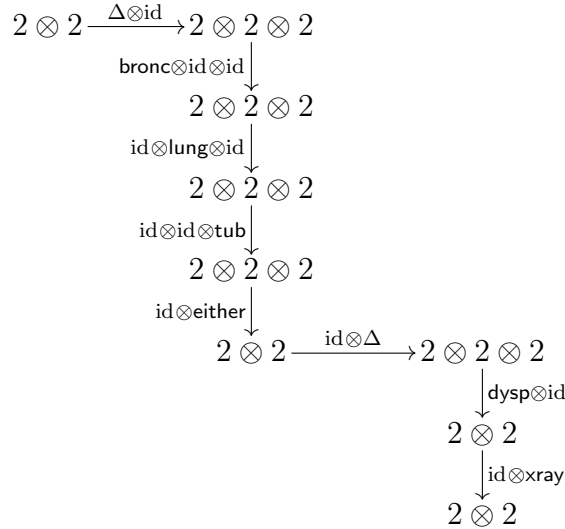 2 ⊗ 2 Δ⊗id 2 ⊗ 2 ⊗ 2
bronc⊗id⊗id
2 ⊗ 2 ⊗ 2
id⊗lung⊗id
2 ⊗ 2 ⊗ 2
id⊗id⊗tub
2 ⊗ 2 ⊗ 2
id⊗either
2 ⊗ 2 id⊗Δ 2 ⊗ 2 ⊗ 2
dysp⊗id
2 ⊗ 2
id⊗xray
2 ⊗ 2